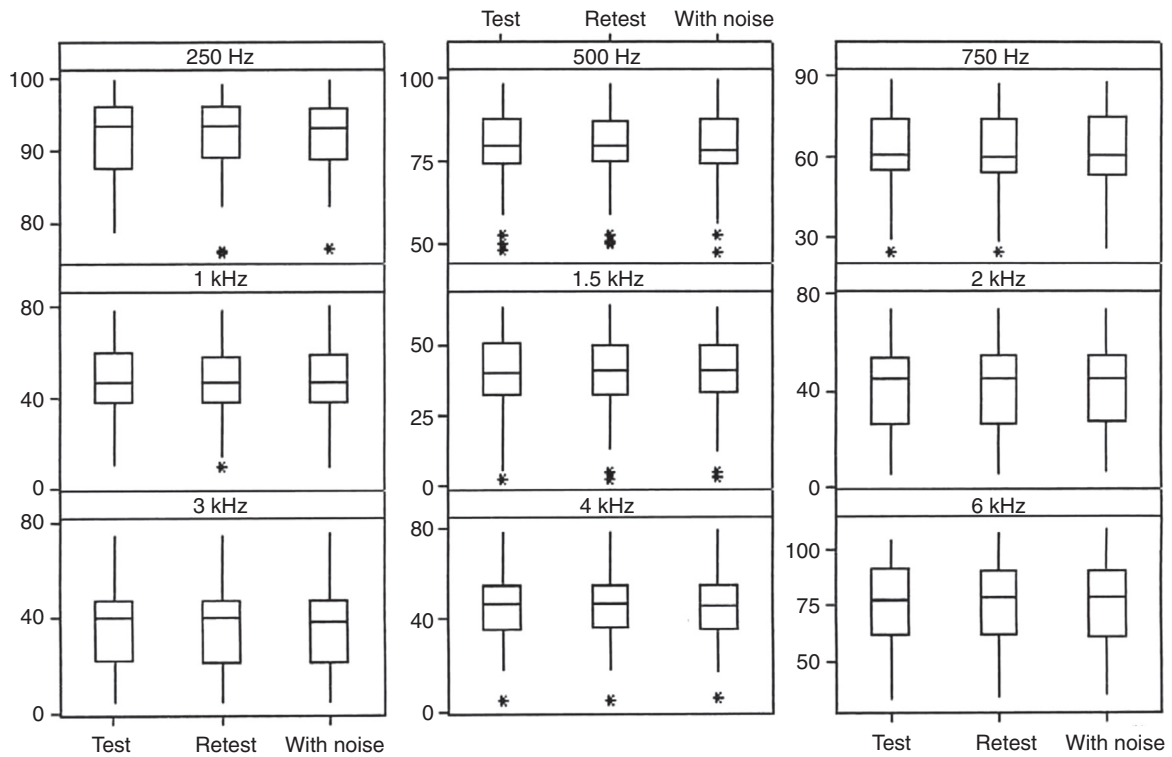 Test Retest With noise
250 Hz 500 Hz 750 Hz
100 100 90
90 75 60
80 50 30
1 kHz 1.5 kHz 2 kHz
80 50 80
40 25 40
0 0 0
3 kHz 4 kHz 6 kHz
80 80 100
40 40 75
0 0 50
Test Retest With noise Test Retest With noise